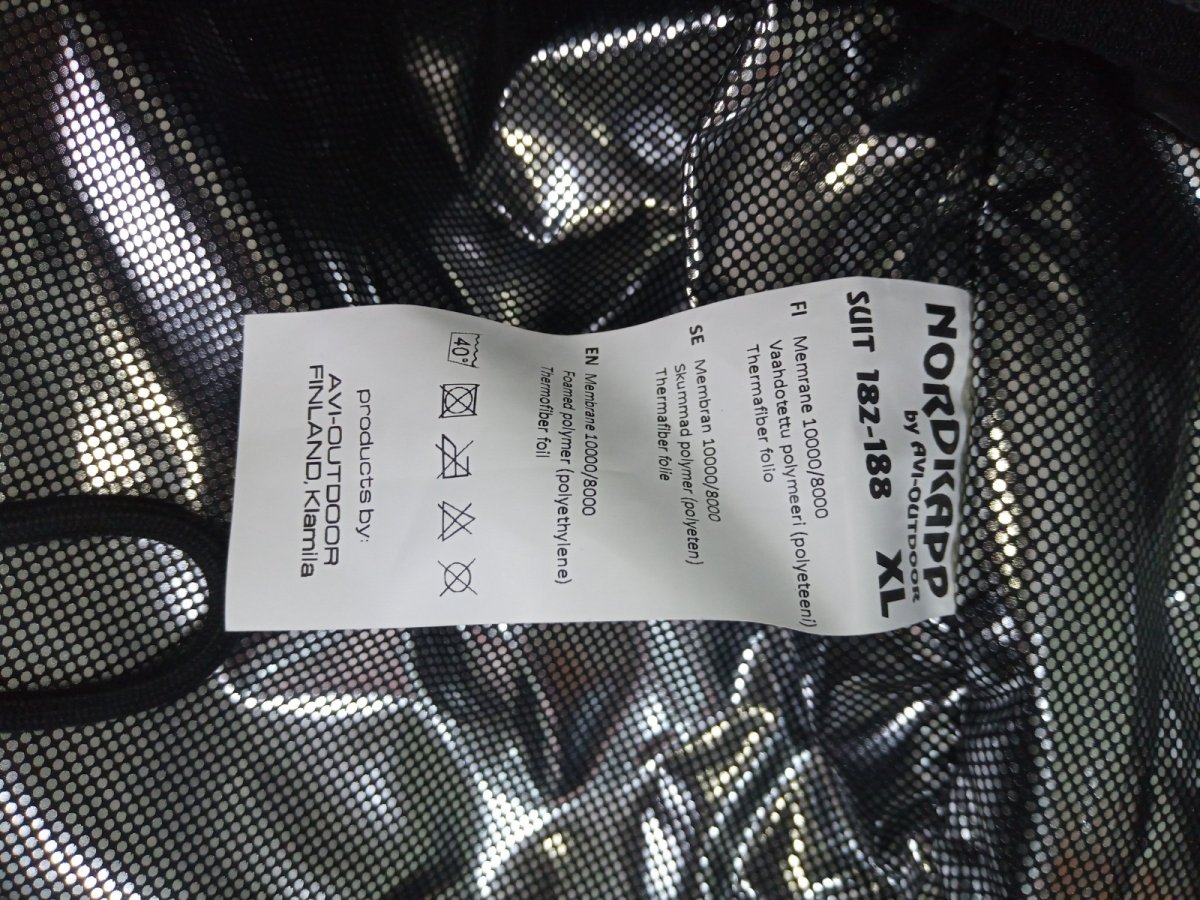 NORDKAPP
by AVI-OUTDOOR
SUIT 182-188 XL
FI Memrane 10000/8000
Vaahdotettu polymeeri (polyeteeni)
Thermafiber folio
SE Membran 10000/8000
Skummad polymer (polyeten)
Thermafiber folie
EN Membrane 10000/8000
Foamed polymer (polyethylene)
Thermofiber foil
40°
products by:
AVI-OUTDOOR
FINLAND, Klamila